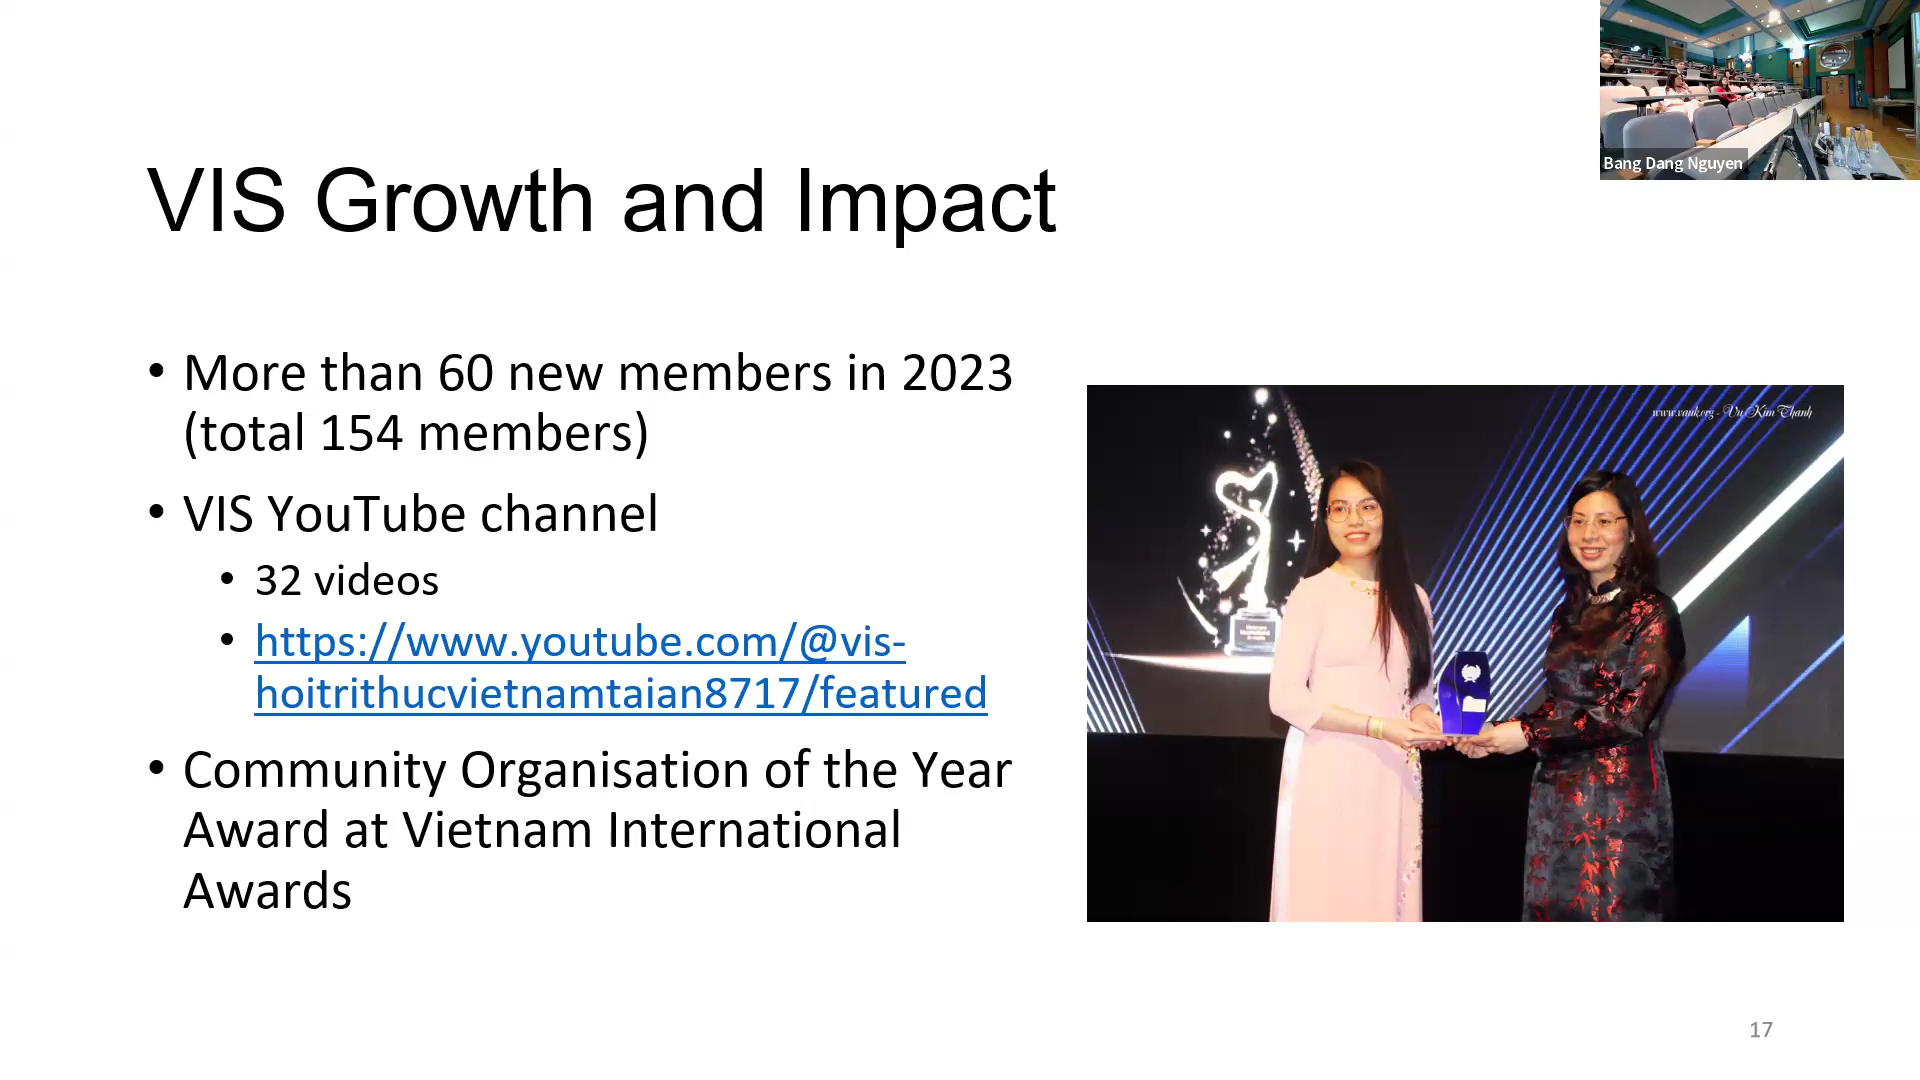 Bang Dang Nguyen
VIS Growth and Impact
• More than 60 new members in 2023
(total 154 members)
• VIS YouTube channel
• 32 videos
• https://www.youtube.com/@vis-
hoitrithucvietnamtaian8717/featured
• Community Organisation of the Year
Award at Vietnam International
Awards
www.vauk.org - Vu Kim Thanh
17